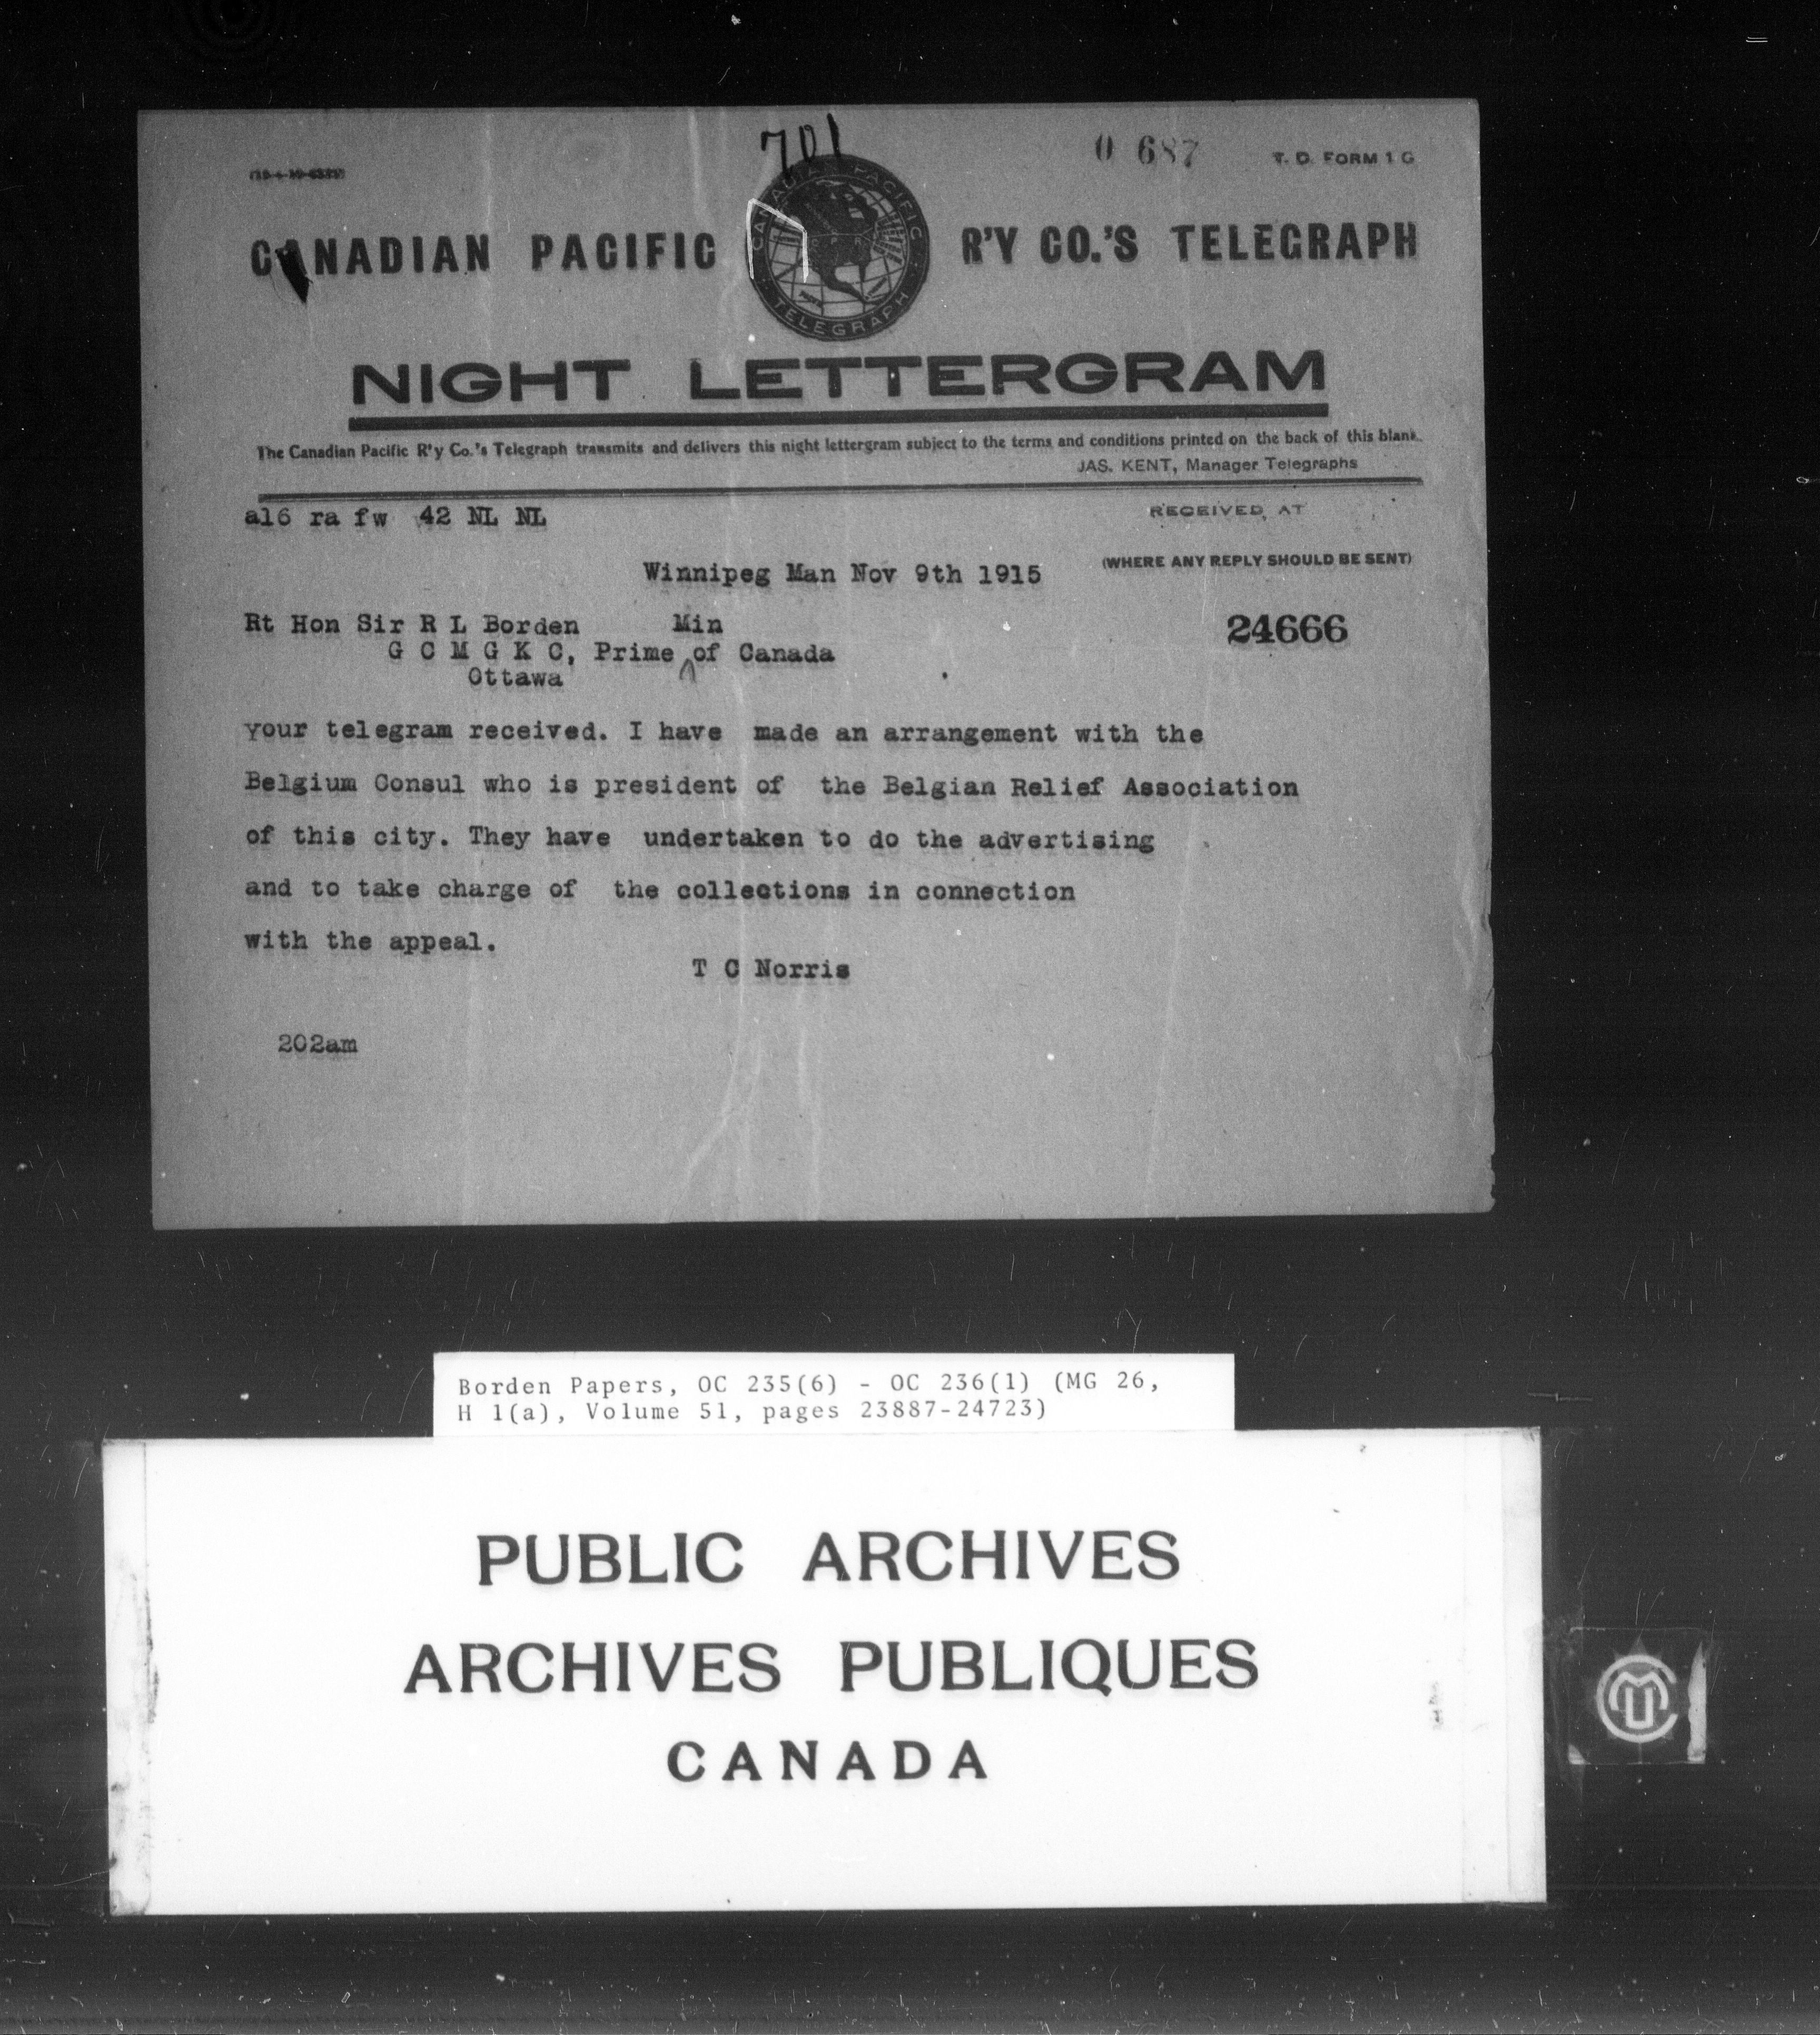 701
0 687
T. D. FORM 1 G
CANADIAN PACIFIC R'Y CO.'S TELEGRAPH
CANADIAN PACIFIC
TELEGRAPH
NIGHT LETTERGRAM
The Canadian Pacific R'y Co.'s Telegraph transmits and delivers this night lettergram subject to the terms and conditions printed on the back of this blank.
JAS. KENT, Manager Telegraphs
a16 ra fw 42 NL NL
RECEIVED AT
(WHERE ANY REPLY SHOULD BE SENT)
Winnipeg Man Nov 9th 1915
24666
Rt Hon Sir R L Borden Min
G C M G K C, Prime ^of Canada
Ottawa
your telegram received. I have made an arrangement with the
Belgium Consul who is president of the Belgian Relief Association
of this city. They have undertaken to do the advertising
and to take charge of the collections in connection
with the appeal.
T C Norris
202am
Borden Papers, OC 235(6) - OC 236(1) (MG 26,
H 1(a), Volume 51, pages 23887-24723)
PUBLIC ARCHIVES
ARCHIVES PUBLIQUES
CANADA